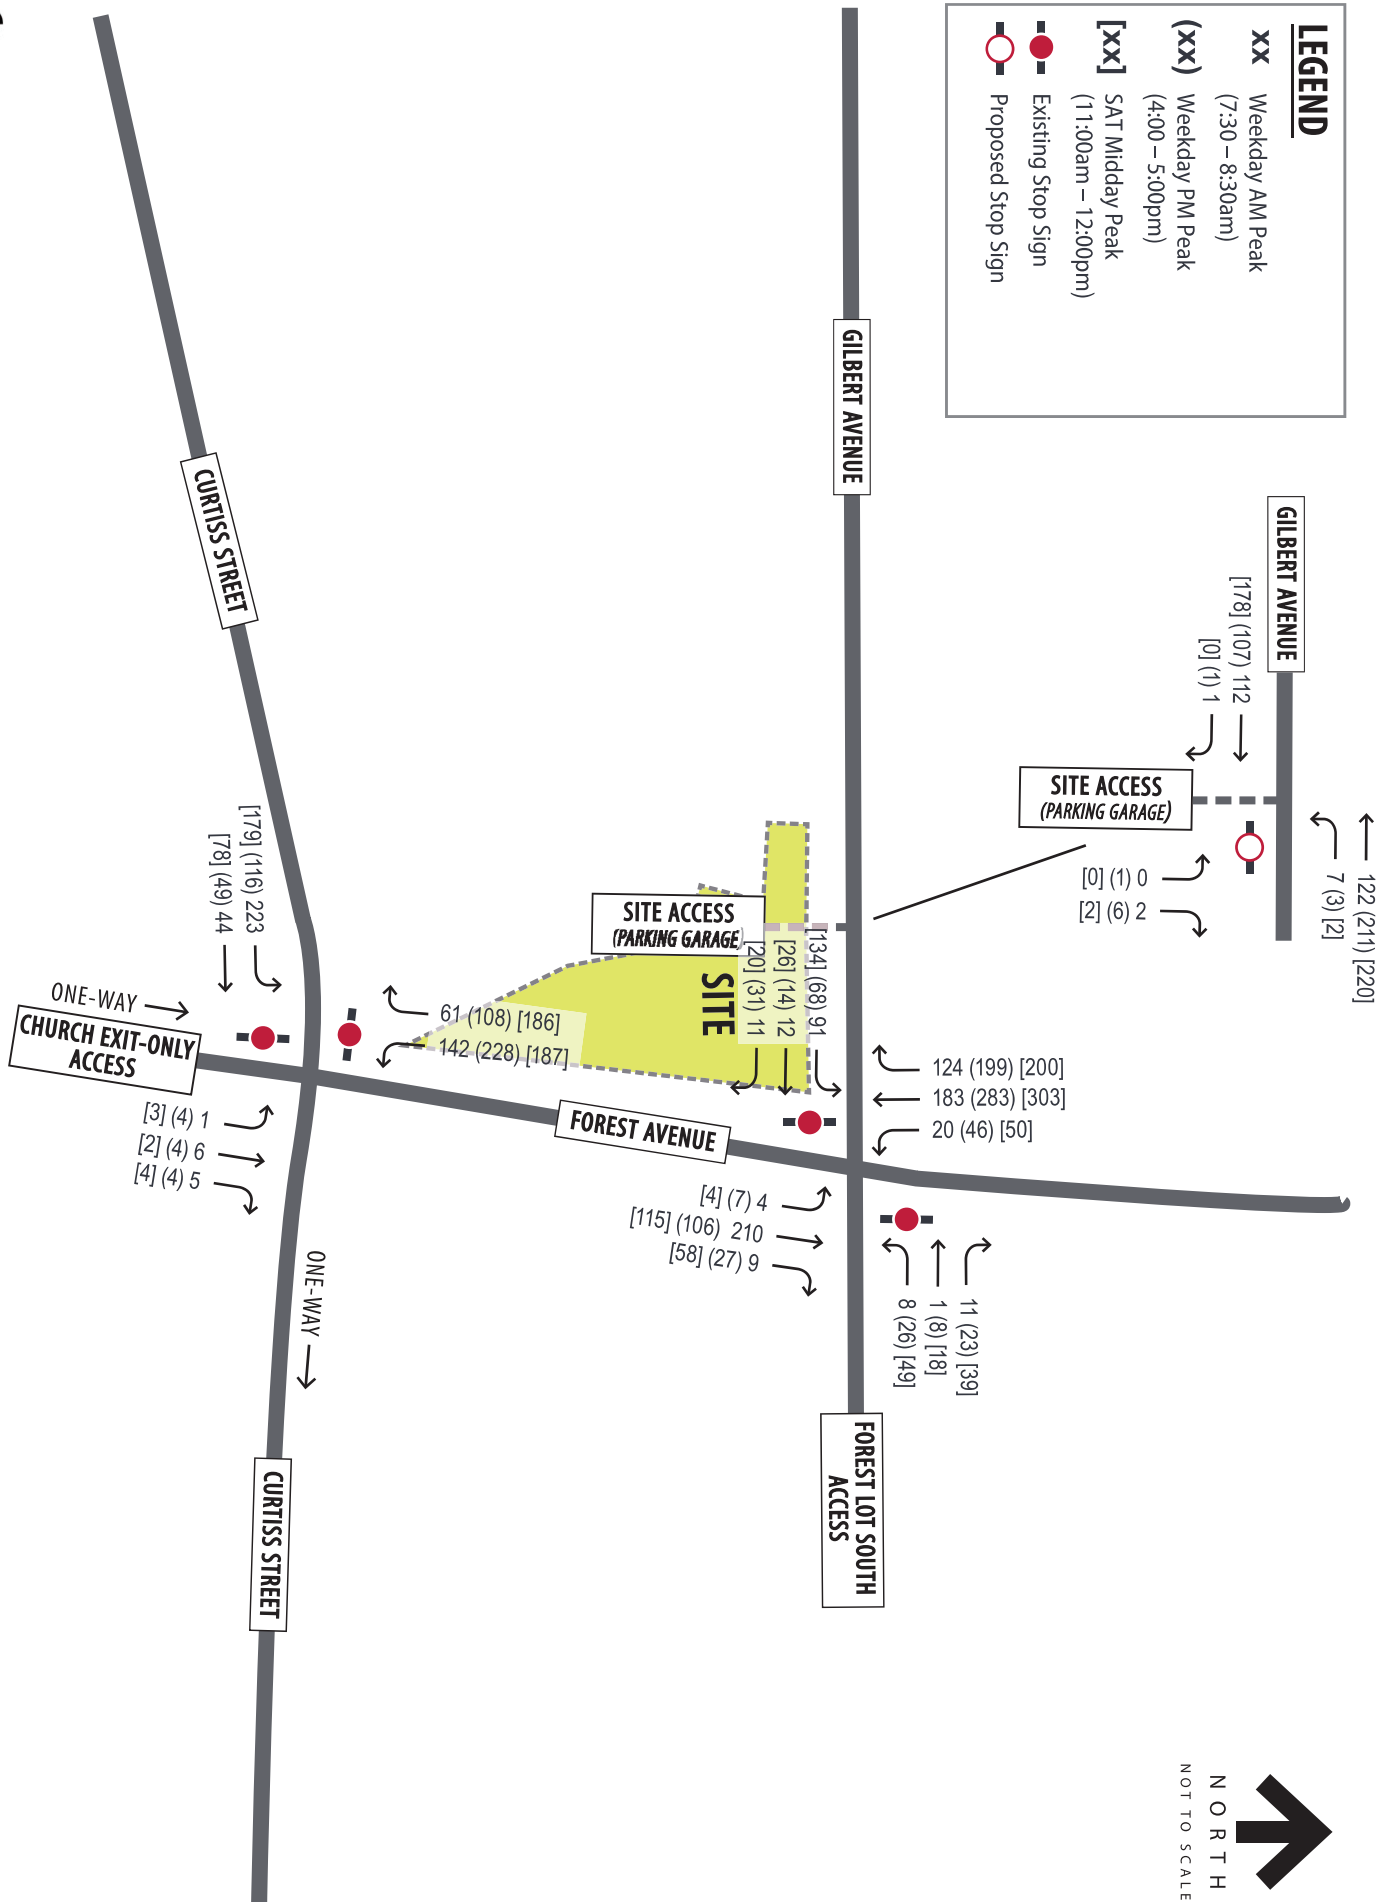 LEGEND
xx Weekday AM Peak
(7:30 – 8:30am)
(xx) Weekday PM Peak
(4:00 – 5:00pm)
[xx] SAT Midday Peak
(11:00am – 12:00pm)
Existing Stop Sign
Proposed Stop Sign
GILBERT AVENUE
122 (211) [220]
7 (3) [2]
[178] (107) 112
[0] (1) 1
SITE ACCESS
(PARKING GARAGE)
[0] (1) 0
[2] (6) 2
GILBERT AVENUE
SITE ACCESS
(PARKING GARAGE)
SITE
[134] (68) 91
[26] (14) 12
[20] (31) 11
124 (199) [200]
183 (283) [303]
20 (46) [50]
11 (23) [39]
1 (8) [18]
8 (26) [49]
[4] (7) 4
[115] (106) 210
[58] (27) 9
FOREST LOT SOUTH
ACCESS
FOREST AVENUE
CURTISS STREET
[179] (116) 223
[78] (49) 44
61 (108) [186]
142 (228) [187]
ONE-WAY
CHURCH EXIT-ONLY
ACCESS
[3] (4) 1
[2] (4) 6
[4] (4) 5
ONE-WAY
CURTISS STREET
NORTH
NOT TO SCALE